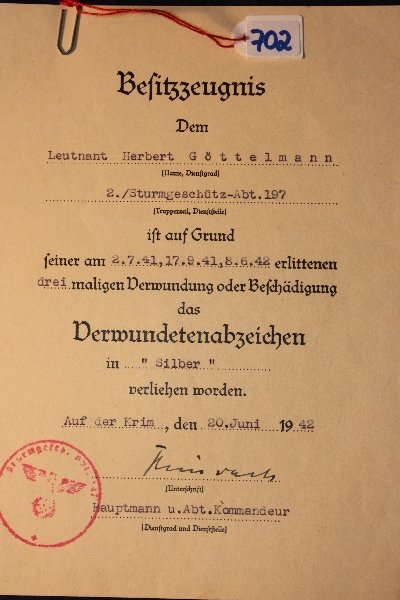 702
Besitzzeugnis
Dem
Leutnant Herbert Göttelmann
(Name, Dienstgrad)
2./Sturmgeschütz-Abt.197
(Truppenteil, Dienststelle)
ist auf Grund
seiner am 2.7.41,17.9.41,8.6.42 erlittenen
drei maligen Verwundung oder Beschädigung
das
Verwundetenabzeichen
in " Silber "
verliehen worden.
Auf der Krim, den 20.Juni 1942
(Unterschrift)
Hauptmann u.Abt.Kommandeur
(Dienstgrad und Dienststelle)